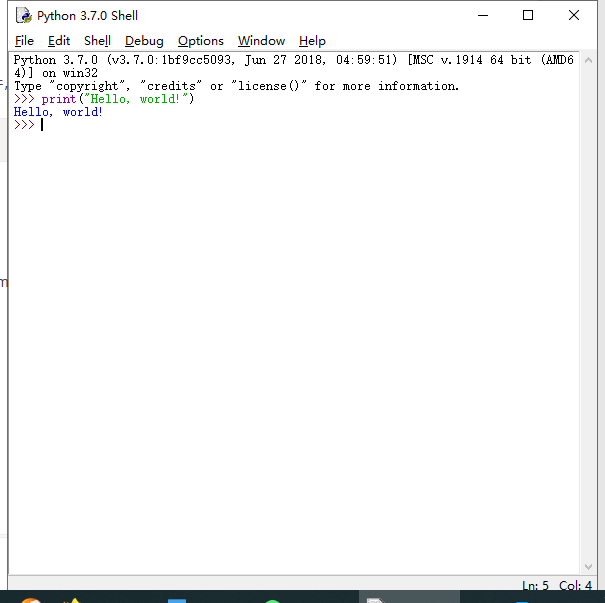 Python 3.7.0 Shell
File Edit Shell Debug Options Window Help
Python 3.7.0 (v3.7.0:1bf9cc5093, Jun 27 2018, 04:59:51) [MSC v.1914 64 bit (AMD6
4)] on win32
Type "copyright", "credits" or "license()" for more information.
>>> print("Hello, world!")
Hello, world!
>>>
Ln: 5 Col: 4